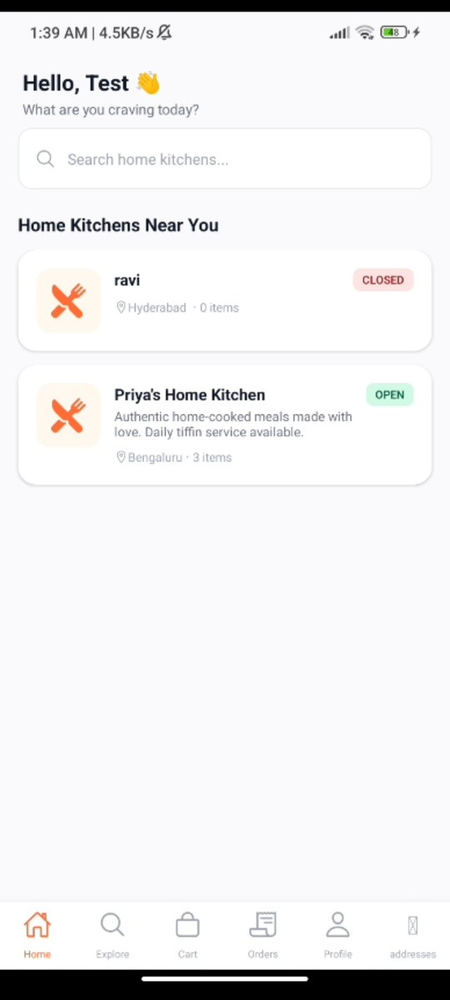 1:39 AM | 4.5KB/s
48
Hello, Test 👋
What are you craving today?
Search home kitchens...
Home Kitchens Near You
ravi
CLOSED
Hyderabad · 0 items
Priya's Home Kitchen
OPEN
Authentic home-cooked meals made with
love. Daily tiffin service available.
Bengaluru · 3 items
Home
Explore
Cart
Orders
Profile
addresses